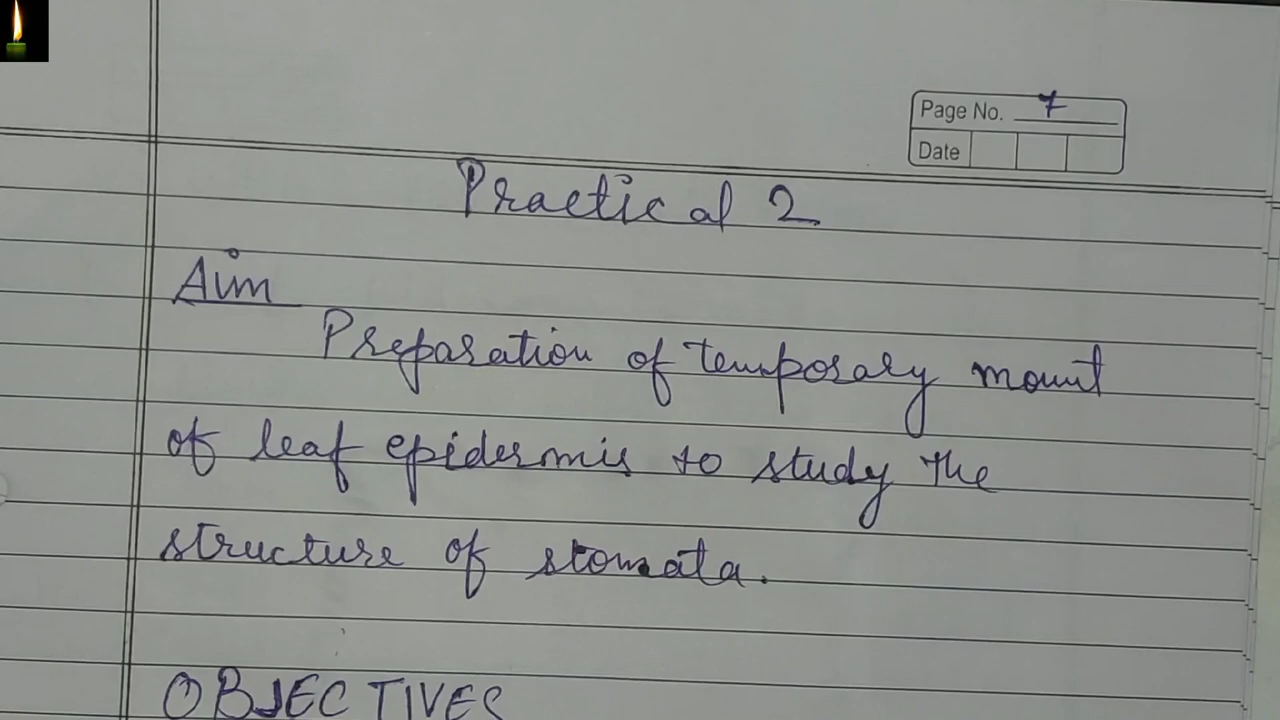 Page No. 7
Date
Practical 2
Aim
Preparation of temporary mount
of leaf epidermis to study the
structure of stomata.
OBJECTIVES